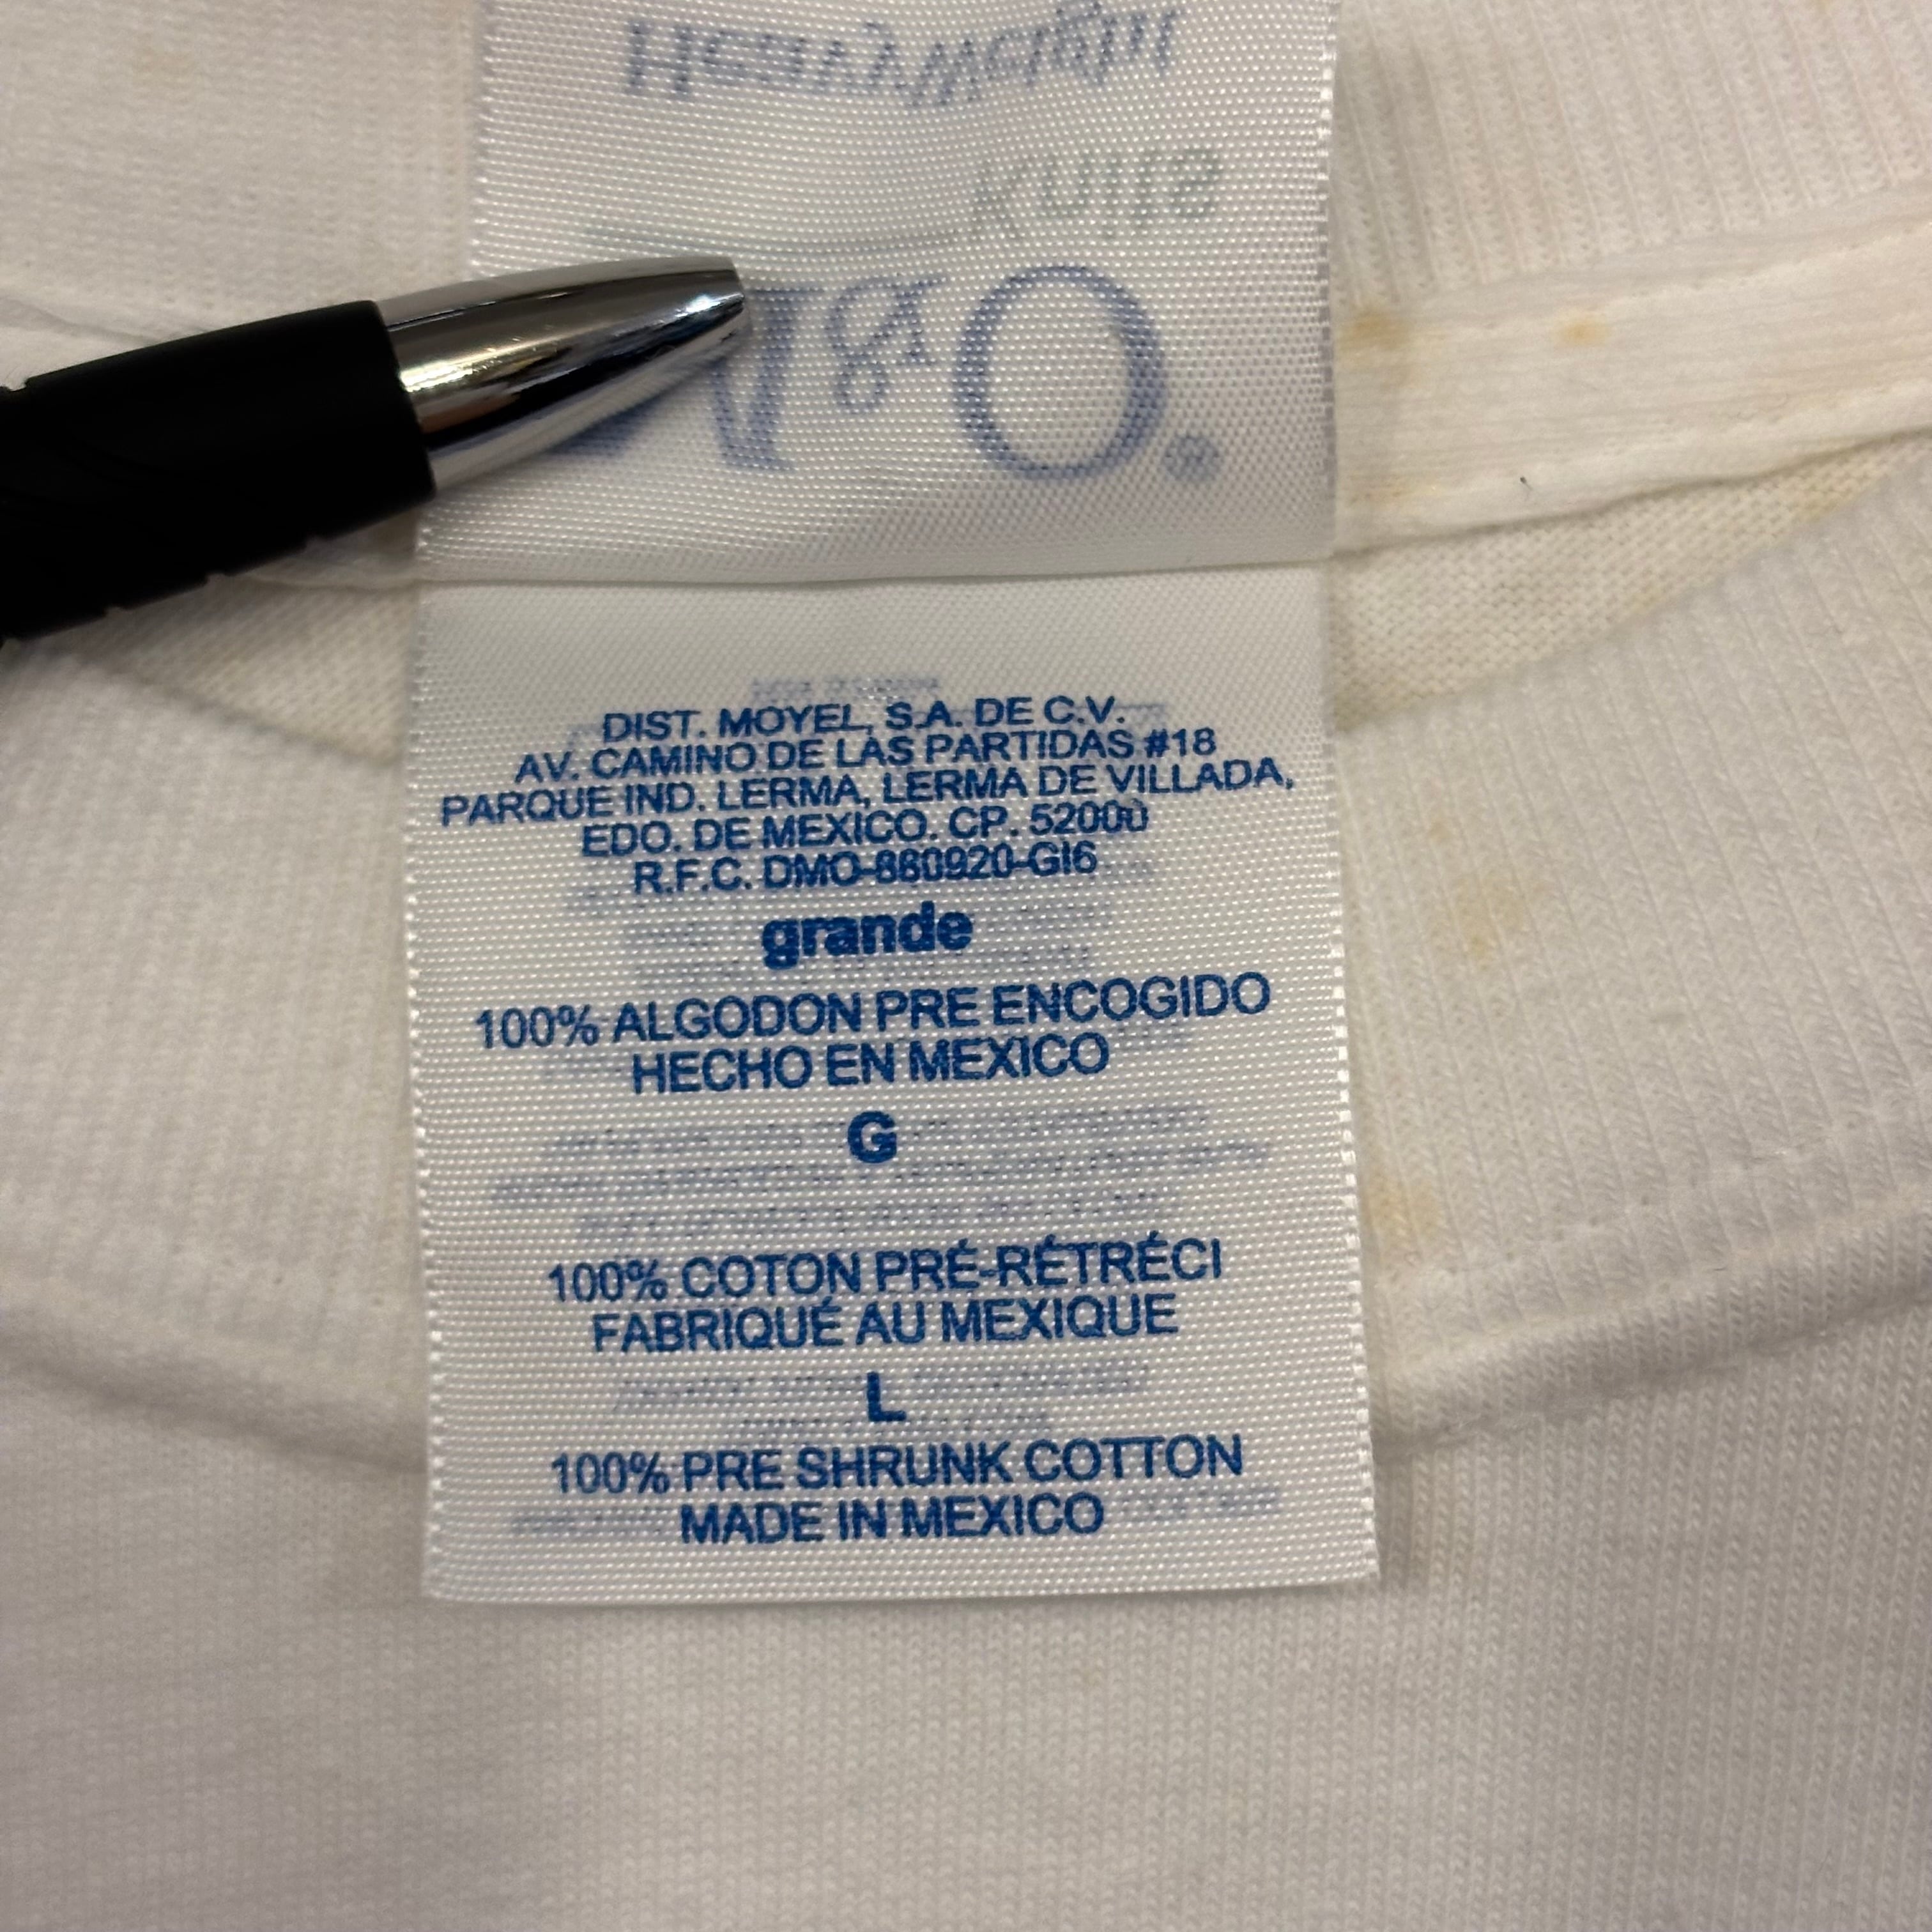 Heavyweight
M&O®
DIST. MOYEL, S.A. DE C.V.
AV. CAMINO DE LAS PARTIDAS #18
PARQUE IND. LERMA, LERMA DE VILLADA,
EDO. DE MEXICO. CP. 52000
R.F.C. DMO-880920-GI6
grande
100% ALGODON PRE ENCOGIDO
HECHO EN MEXICO
G
100% COTON PRÉ-RÉTRÉCI
FABRIQUÉ AU MEXIQUE
L
100% PRE SHRUNK COTTON
MADE IN MEXICO